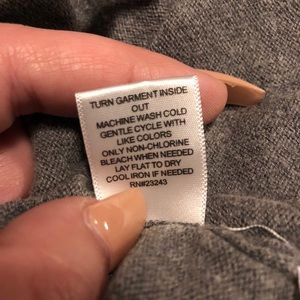 TURN GARMENT INSIDE
OUT
MACHINE WASH COLD
GENTLE CYCLE WITH
LIKE COLORS
ONLY NON-CHLORINE
BLEACH WHEN NEEDED
LAY FLAT TO DRY
COOL IRON IF NEEDED
RN#23243